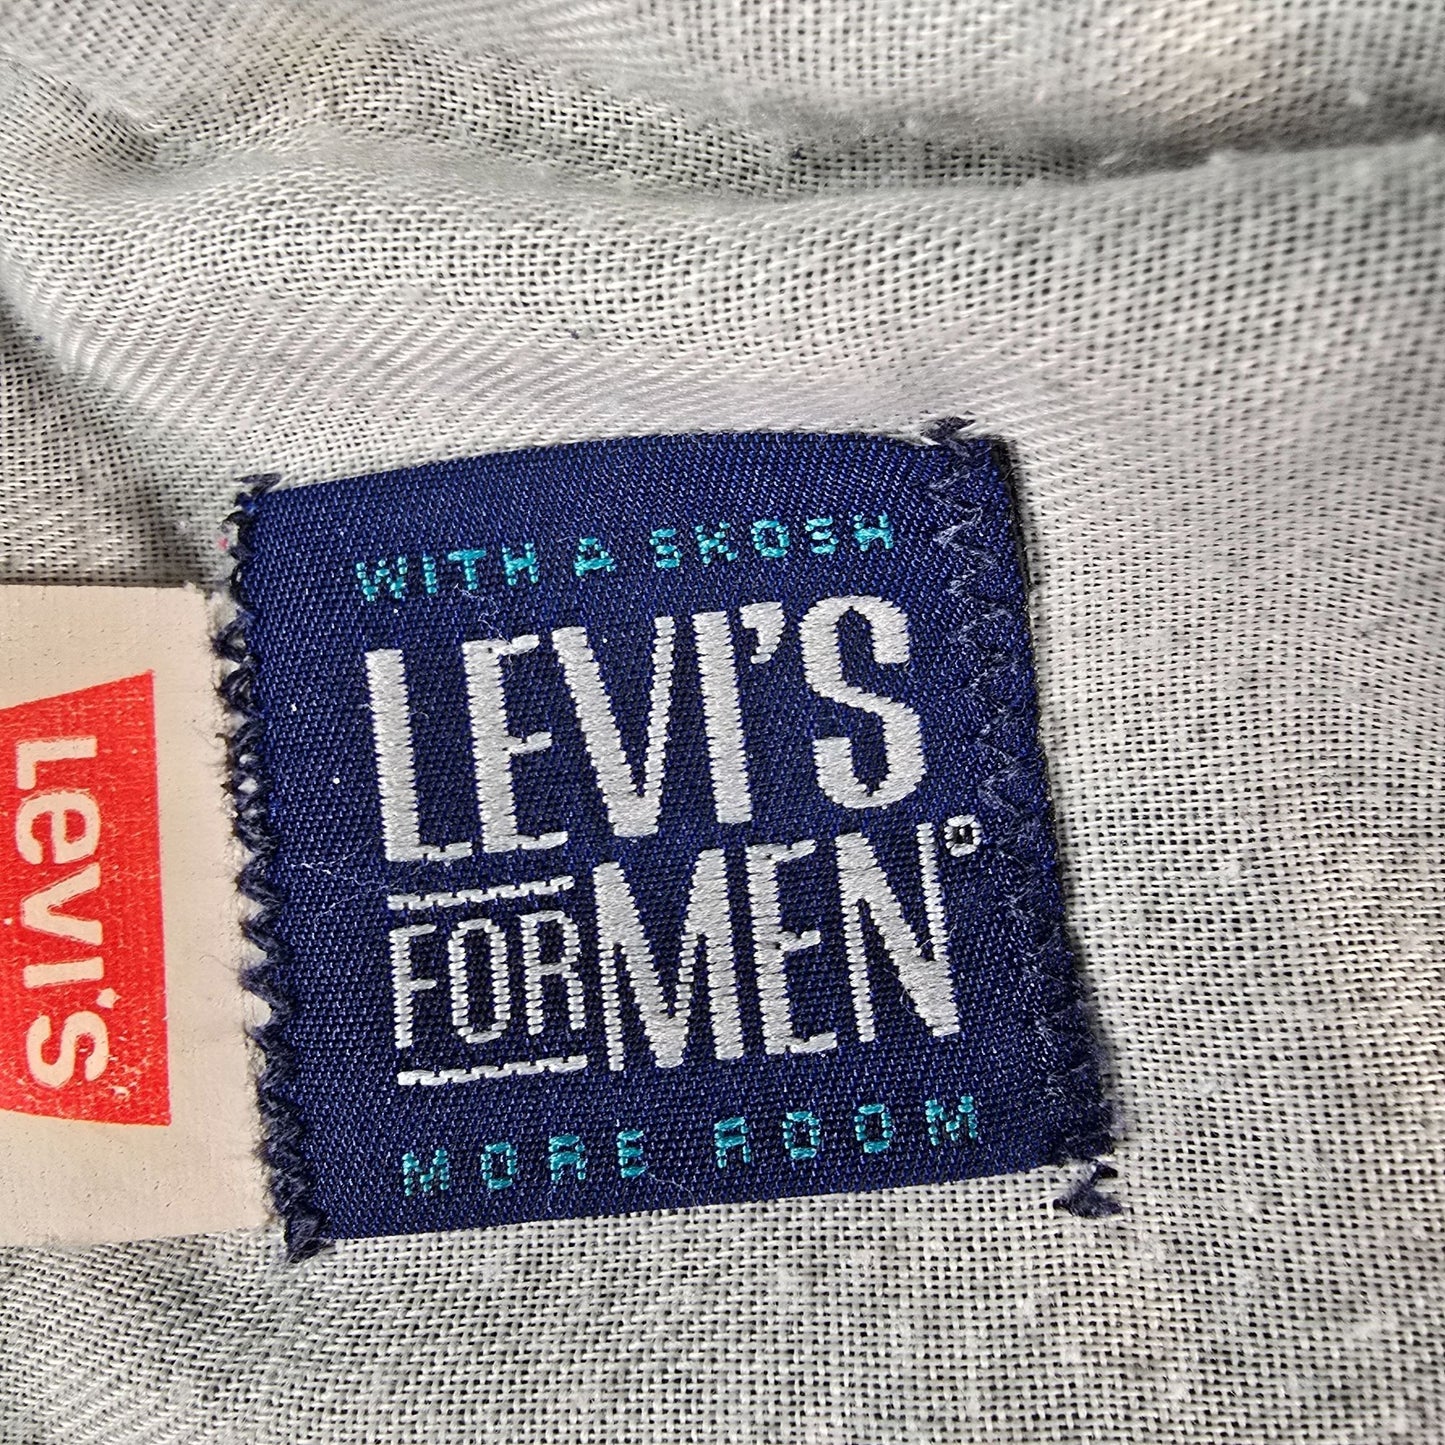 WITH A SKOSH
LEVI'S
FOR MEN®
MORE ROOM
Levi's